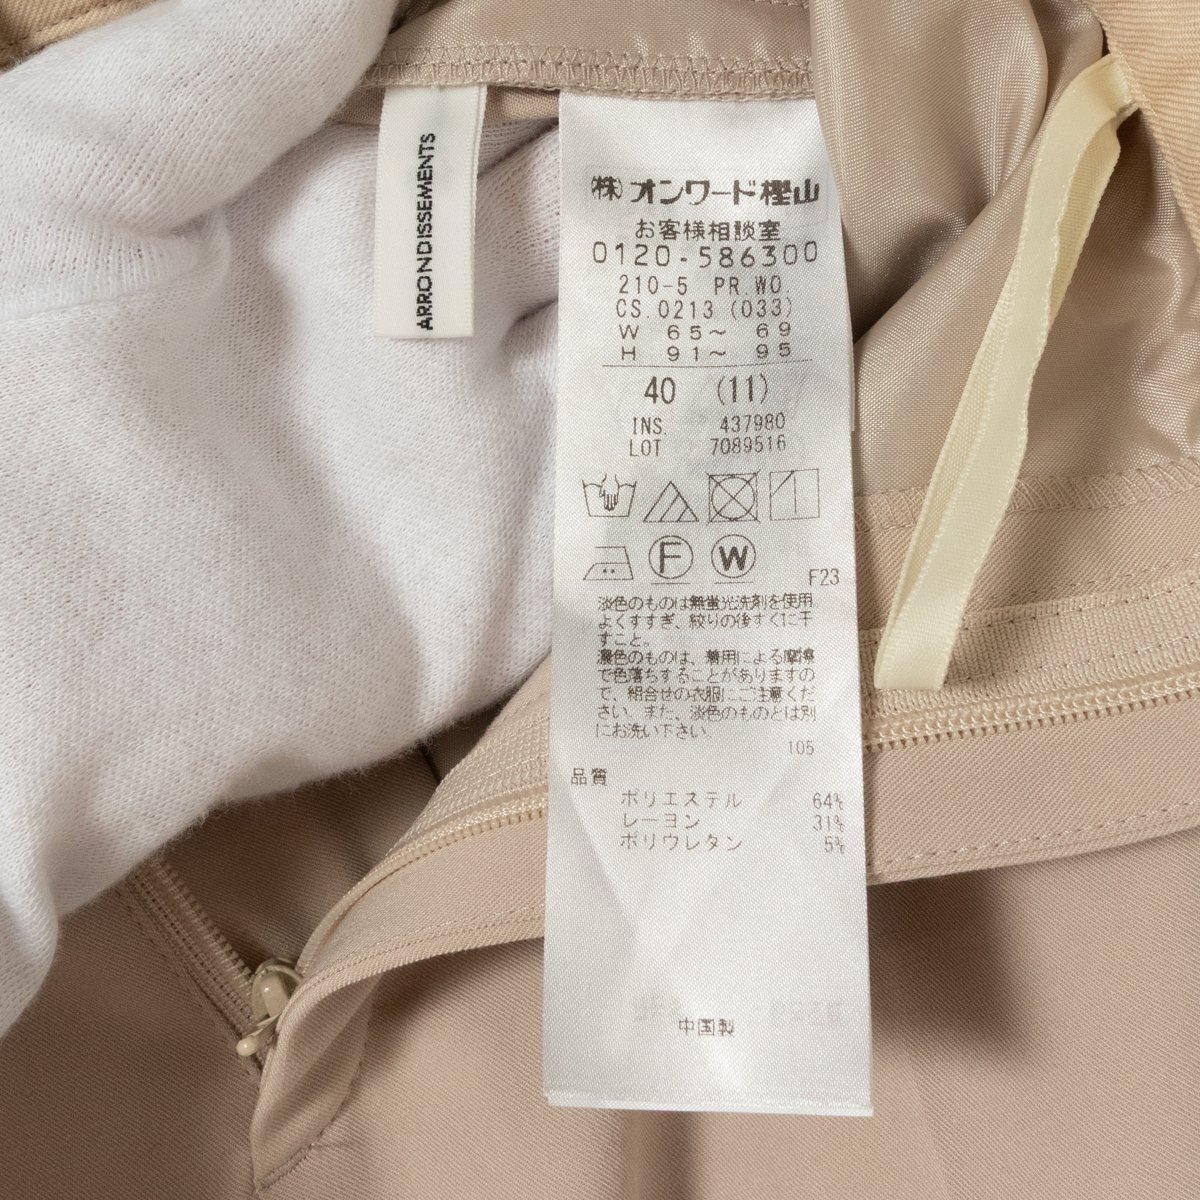 ARRONDISSEMENTS
㈱オンワード樫山
お客様相談室
0120-586300
210-5 PR.WO.
CS.0213 (033)
W 65～ 69
H 91～ 95
40 (11)
INS. 437980
LOT 7089516
F
W
F23
淡色のものは無蛍光洗剤を使用
よくすすぎ、絞りの後すぐに干
すこと。
濃色のものは、着用による摩擦
で色落ちすることがありますの
で、組合せの衣服にご注意くだ
さい。また、淡色のものとは別
にお洗い下さい。
105
品質
ポリエステル 64%
レーヨン 31%
ポリウレタン 5%
中国製